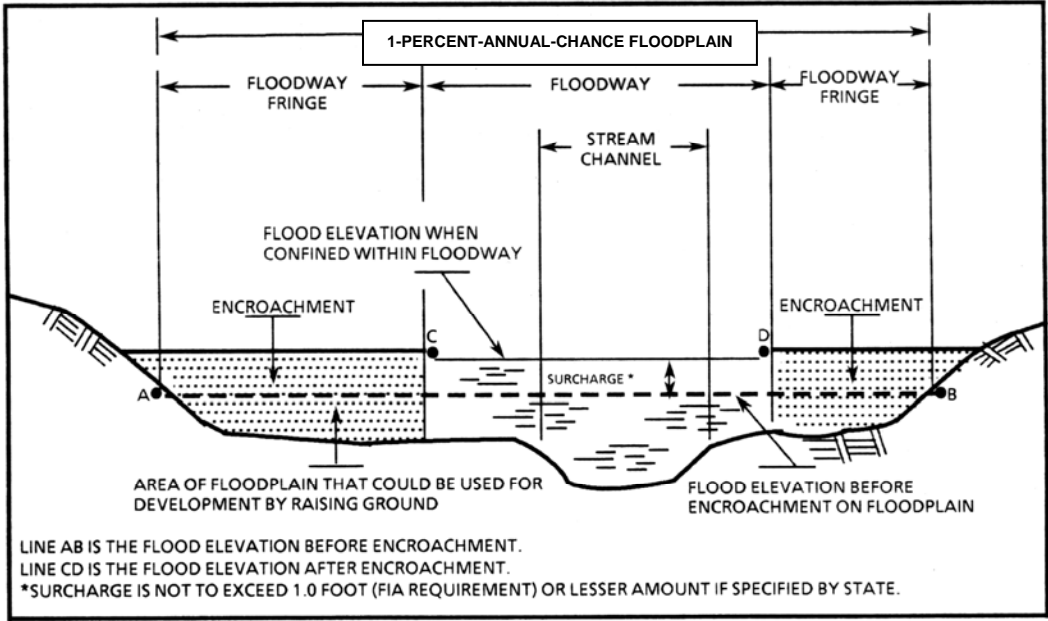 1-PERCENT-ANNUAL-CHANCE FLOODPLAIN
FLOODWAY
FRINGE
FLOODWAY
FLOODWAY
FRINGE
STREAM
CHANNEL
FLOOD ELEVATION WHEN
CONFINED WITHIN FLOODWAY
ENCROACHMENT
ENCROACHMENT
C
D
SURCHARGE *
A
B
AREA OF FLOODPLAIN THAT COULD BE USED FOR
DEVELOPMENT BY RAISING GROUND
FLOOD ELEVATION BEFORE
ENCROACHMENT ON FLOODPLAIN
LINE AB IS THE FLOOD ELEVATION BEFORE ENCROACHMENT.
LINE CD IS THE FLOOD ELEVATION AFTER ENCROACHMENT.
*SURCHARGE IS NOT TO EXCEED 1.0 FOOT (FIA REQUIREMENT) OR LESSER AMOUNT IF SPECIFIED BY STATE.